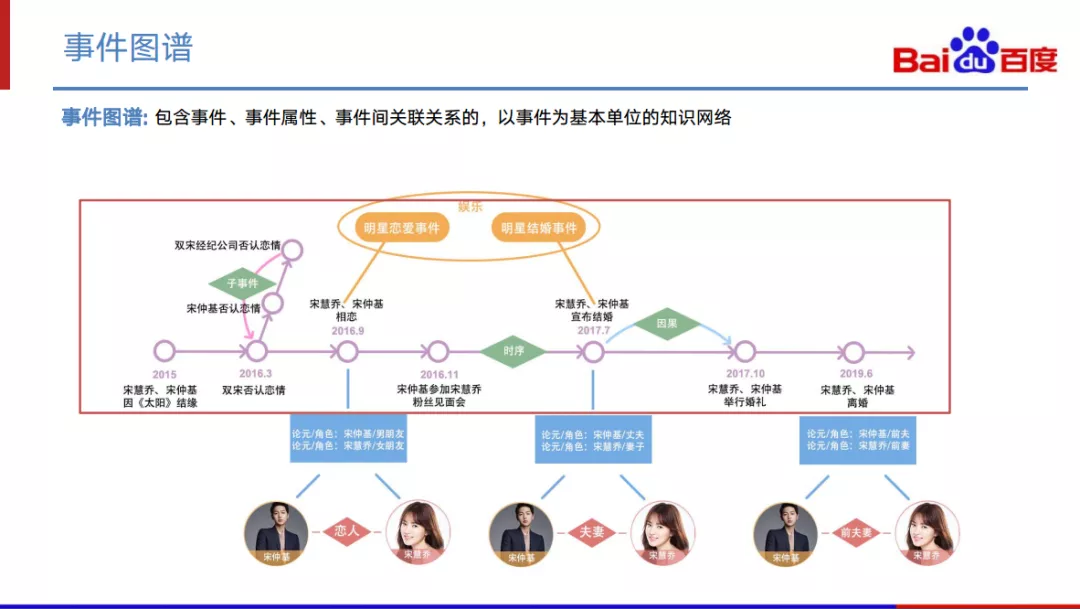 事件图谱
Bai du 百度
事件图谱: 包含事件、事件属性、事件间关联关系的，以事件为基本单位的知识网络
娱乐
明星恋爱事件
明星结婚事件
双宋经纪公司否认恋情
子事件
宋仲基否认恋情
宋慧乔、宋仲基
相恋
2016.9
宋慧乔、宋仲基
宣布结婚
2017.7
因果
时序
2015
宋慧乔、宋仲基
因《太阳》结缘
2016.3
双宋否认恋情
2016.11
宋仲基参加宋慧乔
粉丝见面会
2017.10
宋慧乔、宋仲基
举行婚礼
2019.6
宋慧乔、宋仲基
离婚
论元/角色：宋仲基/男朋友
论元/角色：宋慧乔/女朋友
论元/角色：宋仲基/丈夫
论元/角色：宋慧乔/妻子
论元/角色：宋仲基/前夫
论元/角色：宋慧乔/前妻
宋仲基
恋人
宋慧乔
宋仲基
夫妻
宋慧乔
宋仲基
前夫妻
宋慧乔